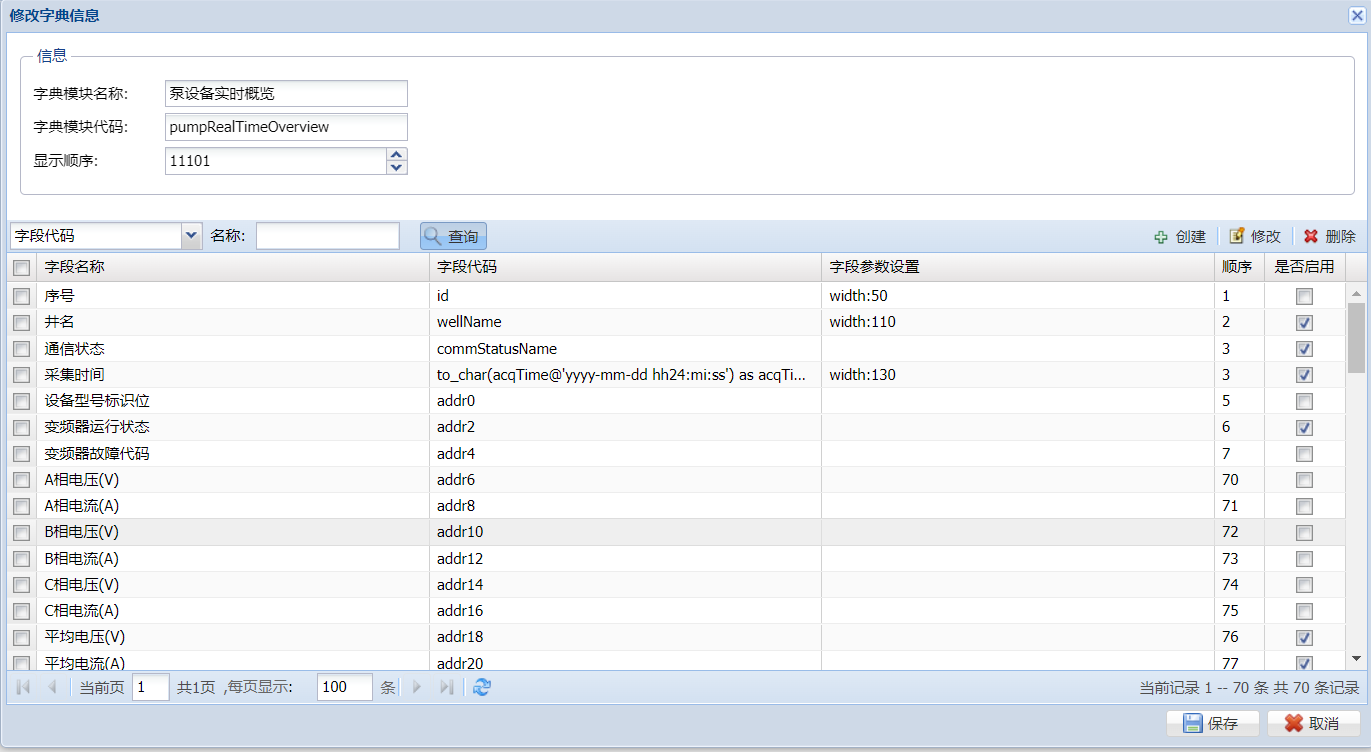 修改字典信息
信息
字典模块名称: 泵设备实时概览
字典模块代码: pumpRealTimeOverview
显示顺序: 11101
字段代码 名称: 查询 创建 修改 删除
字段名称 字段代码 字段参数设置 顺序 是否启用
序号 id width:50 1
井名 wellName width:110 2
通信状态 commStatusName 3
采集时间 to_char(acqTime@'yyyy-mm-dd hh24:mi:ss') as acqTi... width:130 3
设备型号标识位 addr0 5
变频器运行状态 addr2 6
变频器故障代码 addr4 7
A相电压(V) addr6 70
A相电流(A) addr8 71
B相电压(V) addr10 72
B相电流(A) addr12 73
C相电压(V) addr14 74
C相电流(A) addr16 75
平均电压(V) addr18 76
平均电流(A) addr20 77
当前页 1 共1页 ,每页显示: 100 条 当前记录 1 -- 70 条 共 70 条记录
保存 取消